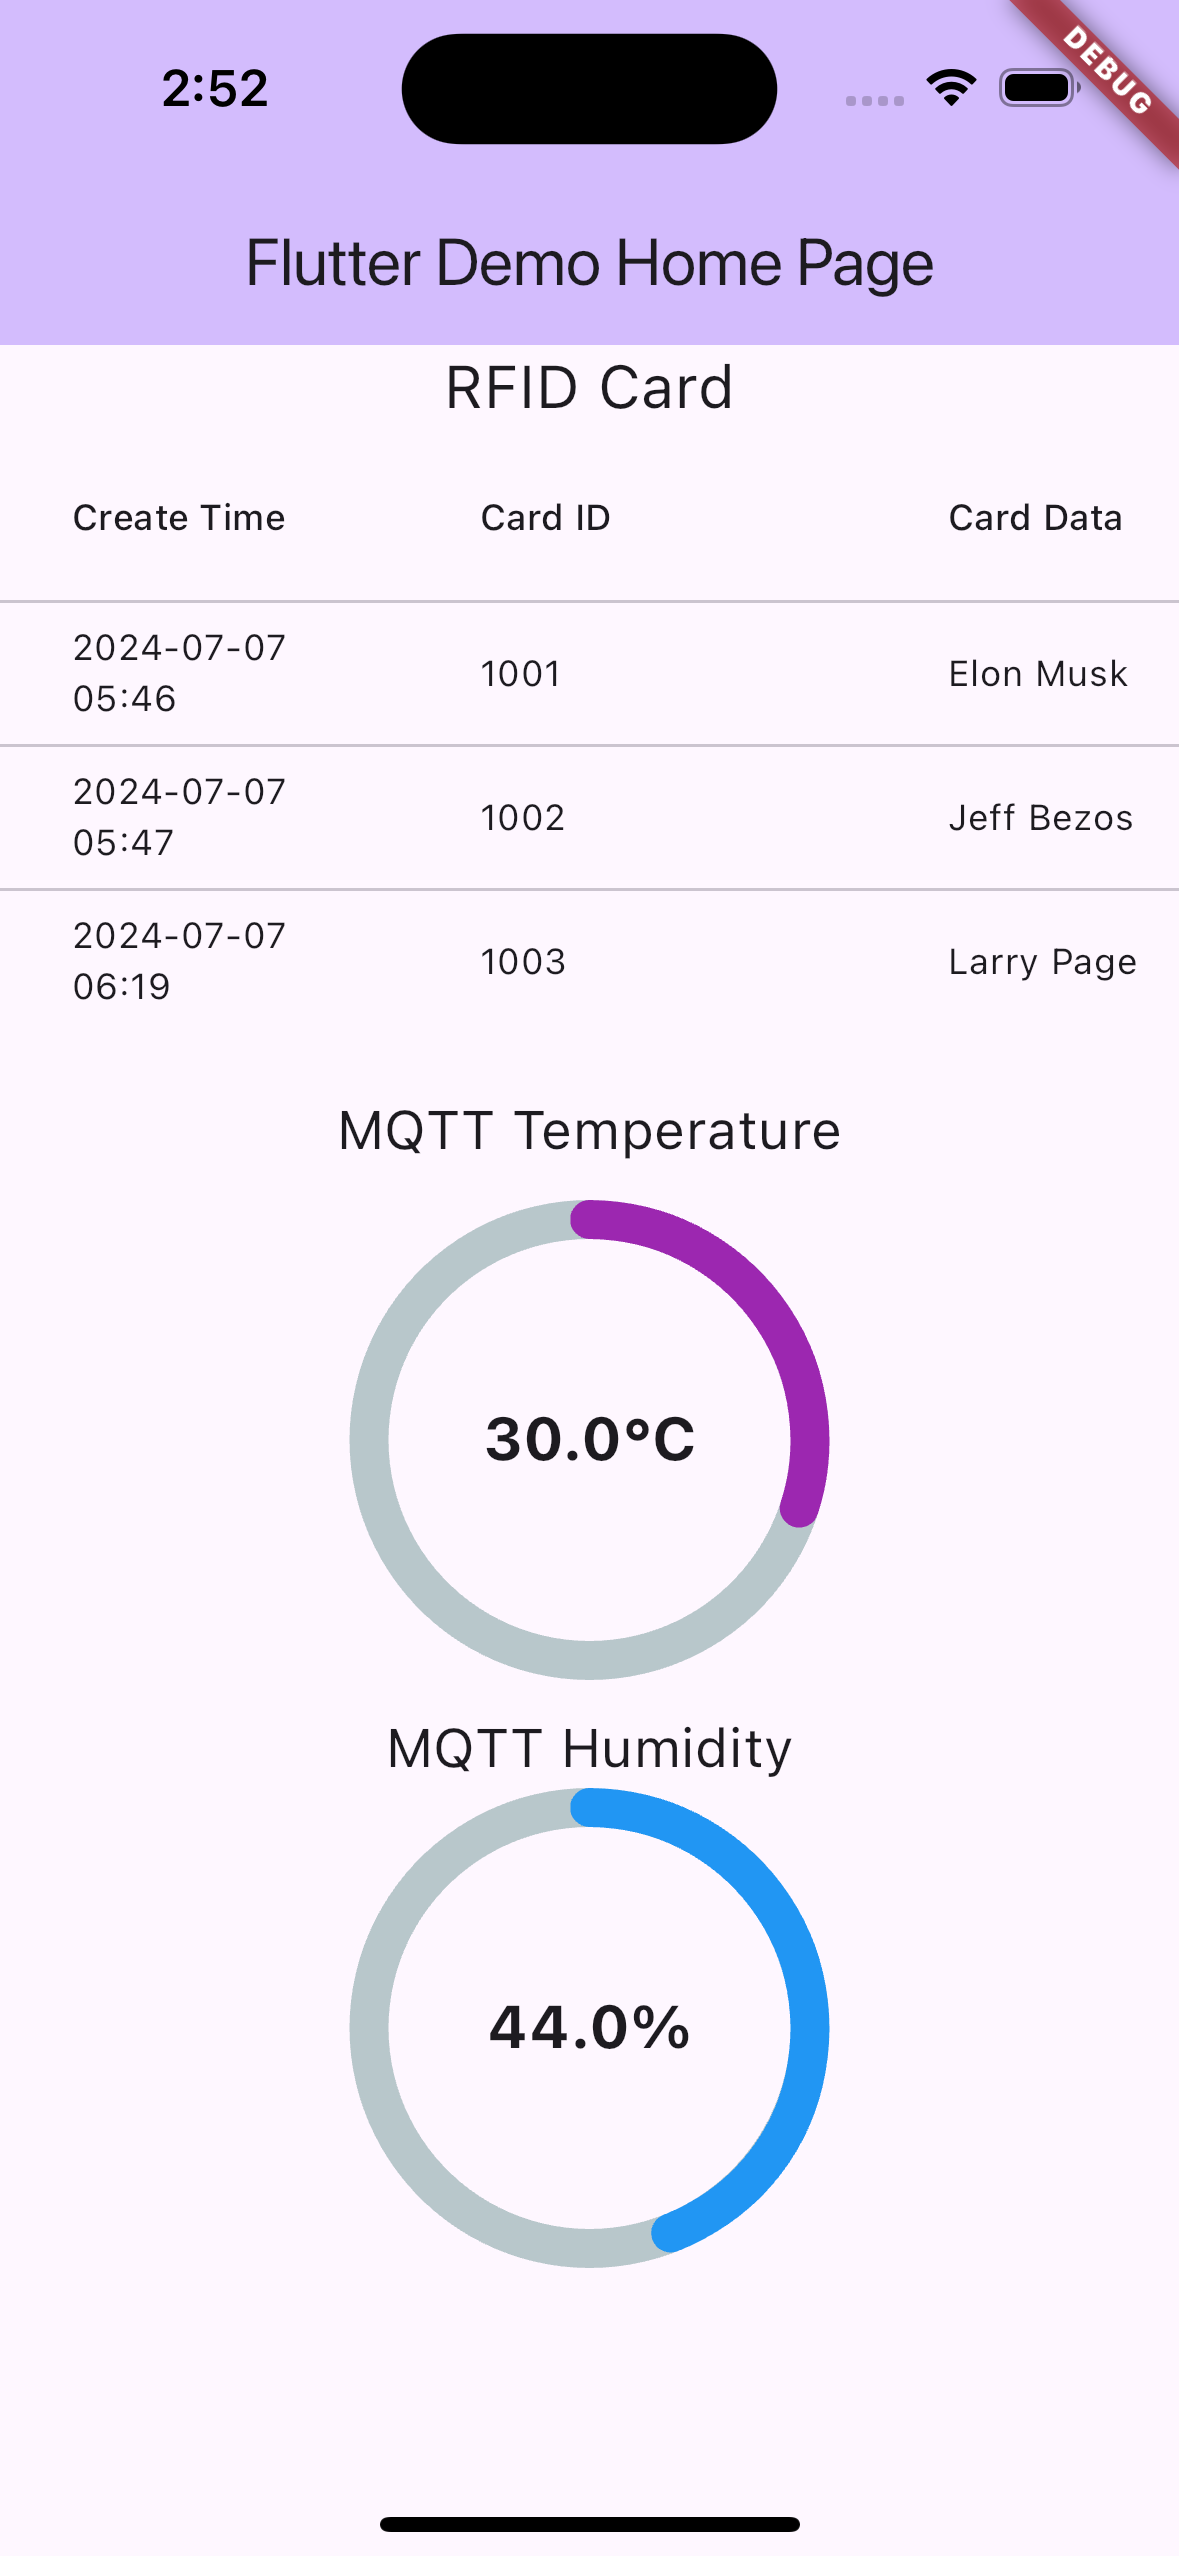 2:52
DEBUG
Flutter Demo Home Page
RFID Card
Create Time Card ID Card Data
2024-07-07
05:46
1001
Elon Musk
2024-07-07
05:47
1002
Jeff Bezos
2024-07-07
06:19
1003
Larry Page
MQTT Temperature
30.0°C
MQTT Humidity
44.0%